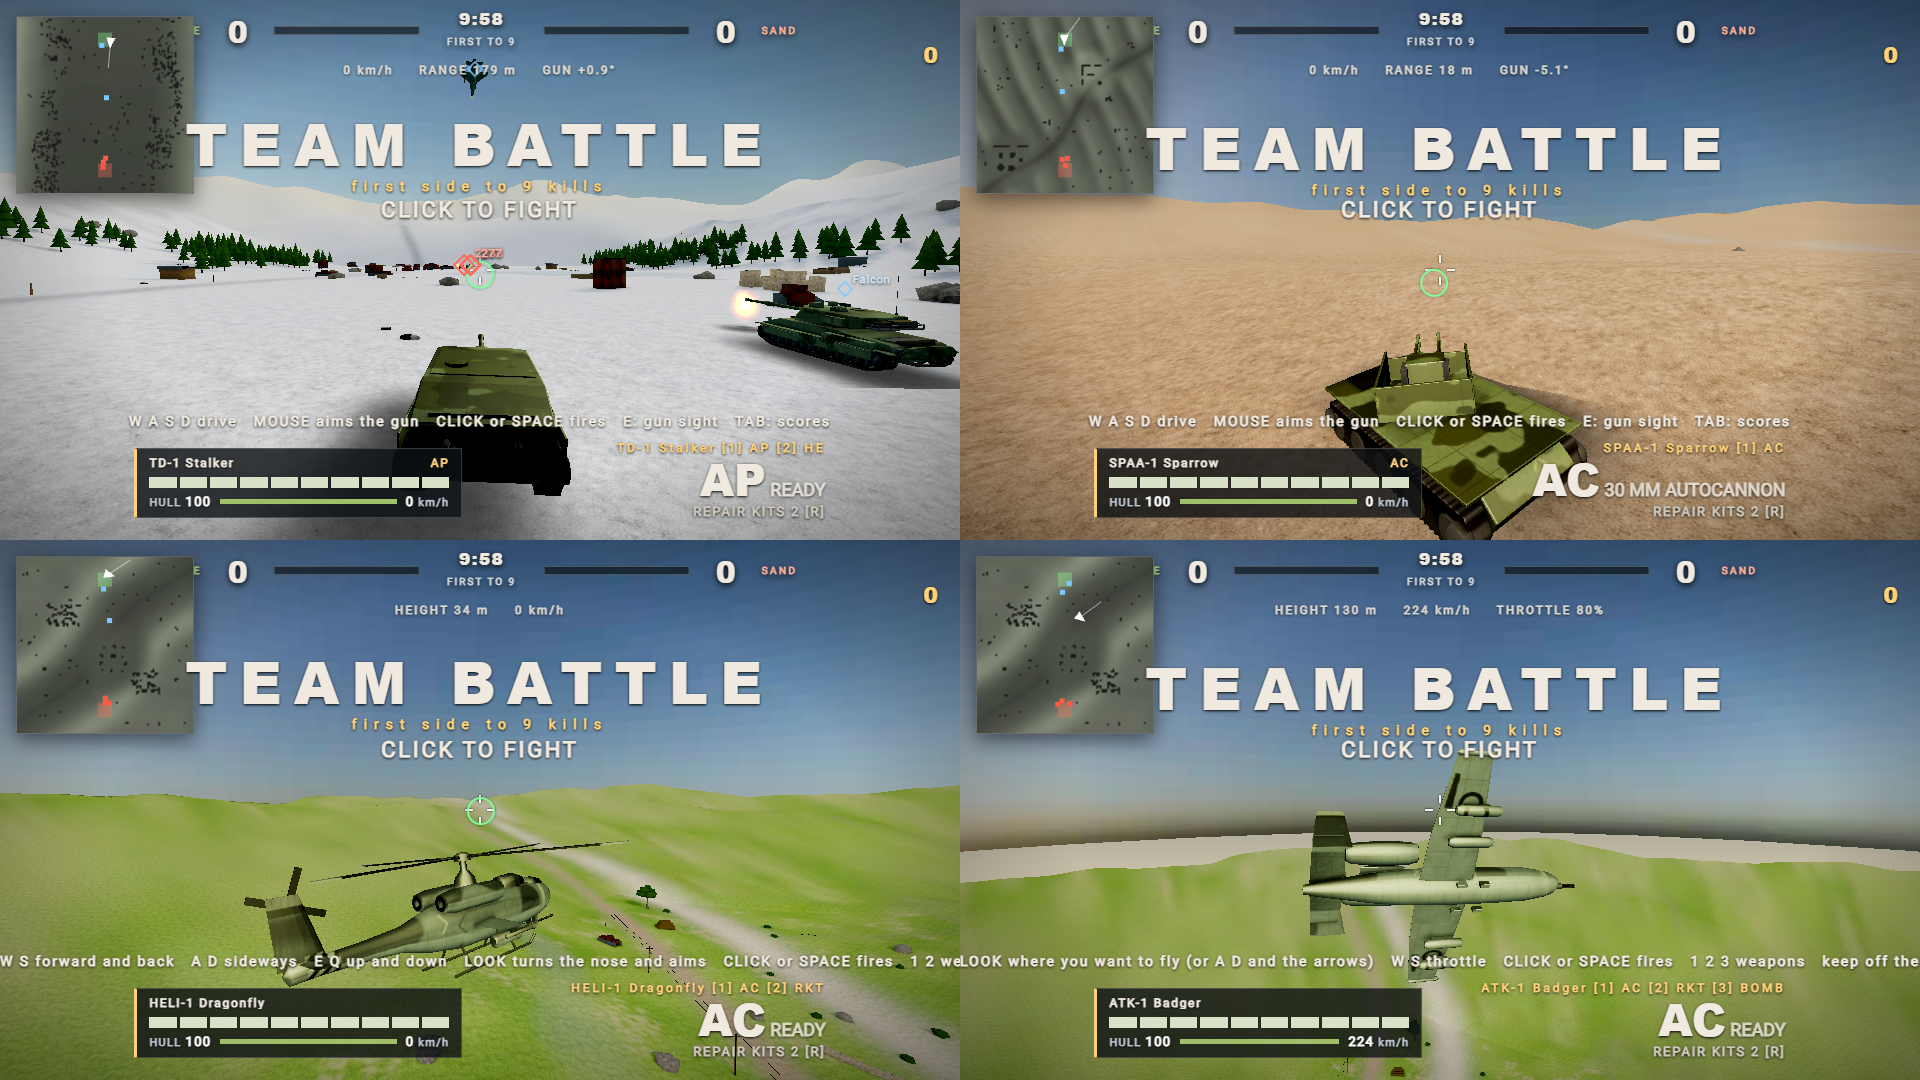 E 0 9:58 0 SAND
FIRST TO 9
0
0 km/h RANGE 179 m GUN +0.9°
TEAM BATTLE
first side to 9 kills
CLICK TO FIGHT
2277
Falcon
W A S D drive MOUSE aims the gun CLICK or SPACE fires E: gun sight TAB: scores
TD-1 Stalker [1] AP [2] HE
TD-1 Stalker AP
AP READY
HULL 100 0 km/h
REPAIR KITS 2 [R]
E 0 9:58 0 SAND
FIRST TO 9
0
0 km/h RANGE 18 m GUN -5.1°
TEAM BATTLE
first side to 9 kills
CLICK TO FIGHT
W A S D drive MOUSE aims the gun CLICK or SPACE fires E: gun sight TAB: scores
SPAA-1 Sparrow [1] AC
SPAA-1 Sparrow AC
AC 30 MM AUTOCANNON
HULL 100 0 km/h
REPAIR KITS 2 [R]
E 0 9:58 0 SAND
FIRST TO 9
0
HEIGHT 34 m 0 km/h
TEAM BATTLE
first side to 9 kills
CLICK TO FIGHT
W S forward and back A D sideways E Q up and down LOOK turns the nose and aims CLICK or SPACE fires 1 2 we
HELI-1 Dragonfly [1] AC [2] RKT
HELI-1 Dragonfly
AC READY
HULL 100 0 km/h
REPAIR KITS 2 [R]
E 0 9:58 0 SAND
FIRST TO 9
0
HEIGHT 130 m 224 km/h THROTTLE 80%
TEAM BATTLE
first side to 9 kills
CLICK TO FIGHT
LOOK where you want to fly (or A D and the arrows) W S throttle CLICK or SPACE fires 1 2 3 weapons keep off the
ATK-1 Badger [1] AC [2] RKT [3] BOMB
ATK-1 Badger
AC READY
HULL 100 224 km/h
REPAIR KITS 2 [R]